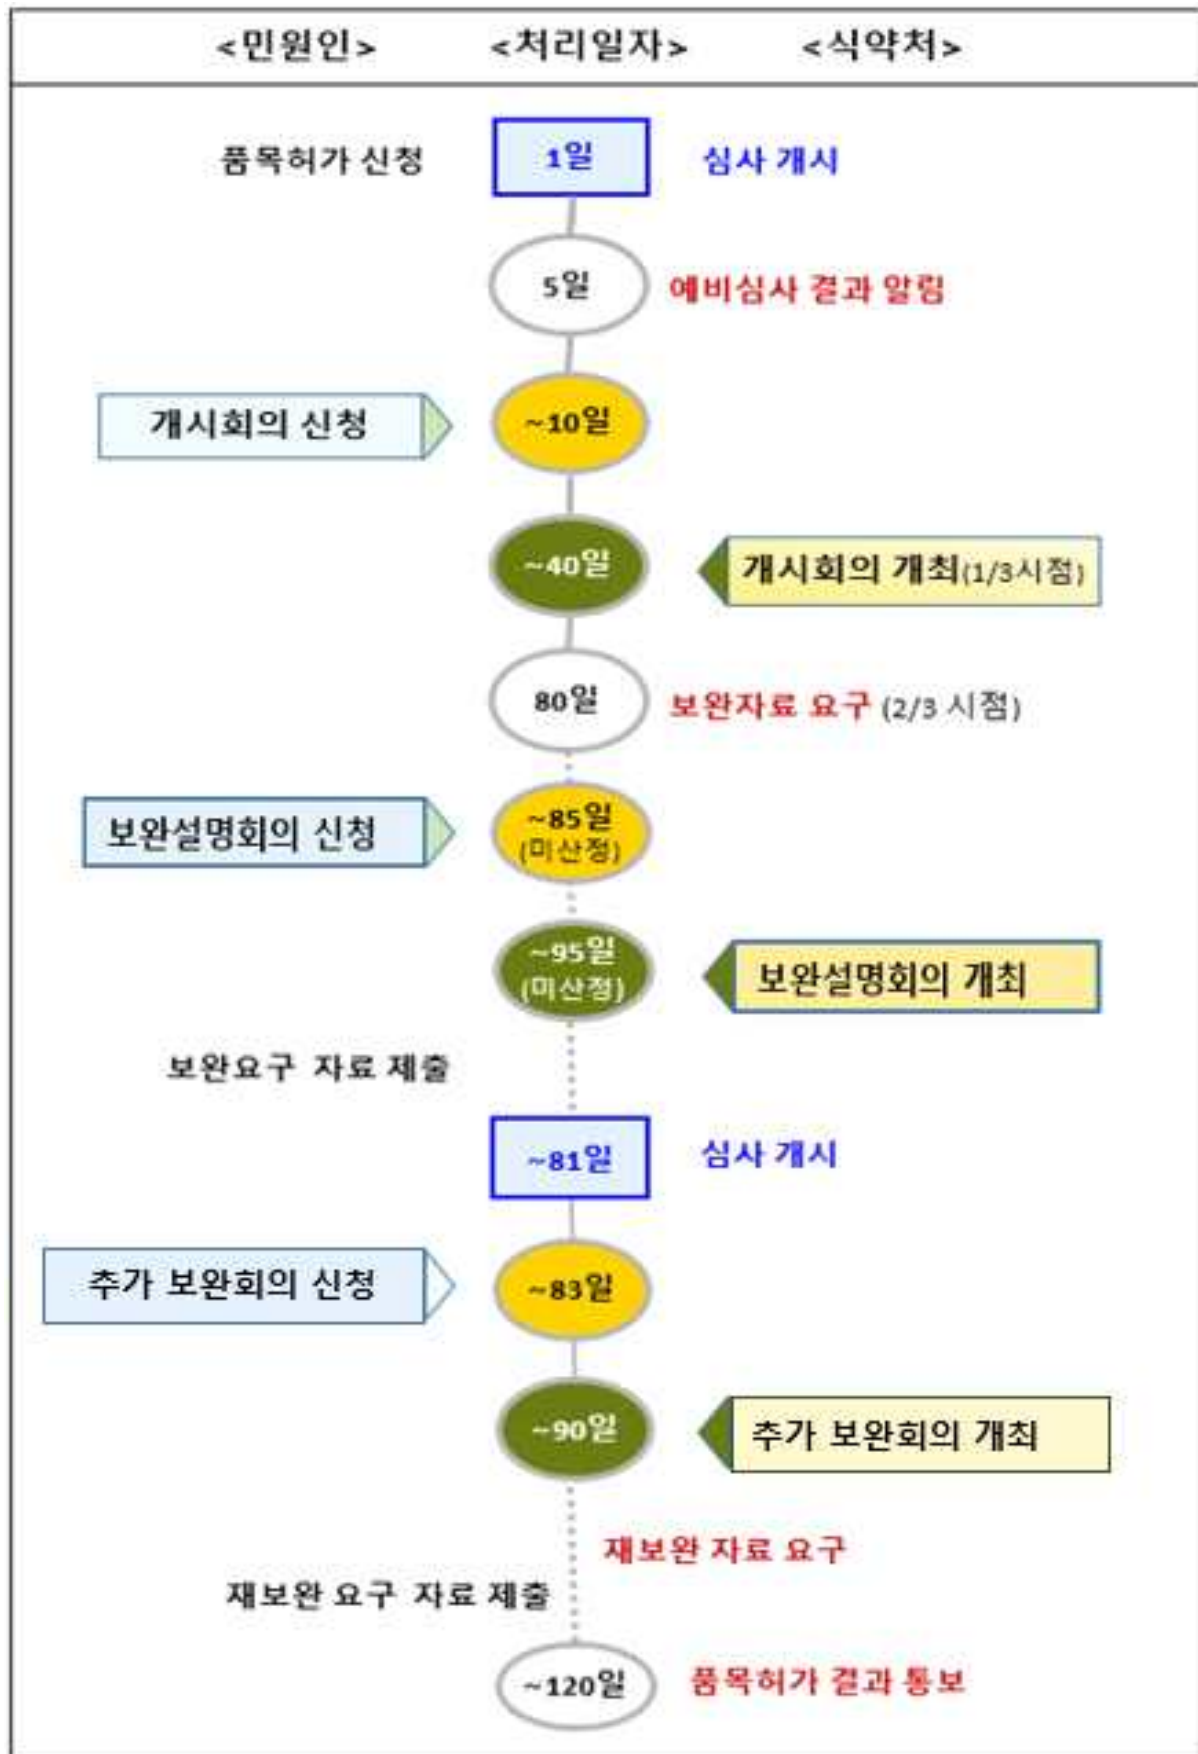 <민원인> <처리일자> <식약처>
품목허가 신청 1일 심사 개시
5일 예비심사 결과 알림
개시회의 신청 ~10일
~40일 개시회의 개최(1/3시점)
80일 보완자료 요구 (2/3 시점)
보완설명회의 신청 ~85일
(미산정)
~95일
(미산정) 보완설명회의 개최
보완요구 자료 제출
~81일 심사 개시
추가 보완회의 신청 ~83일
~90일 추가 보완회의 개최
재보완 자료 요구
재보완 요구 자료 제출
~120일 품목허가 결과 통보